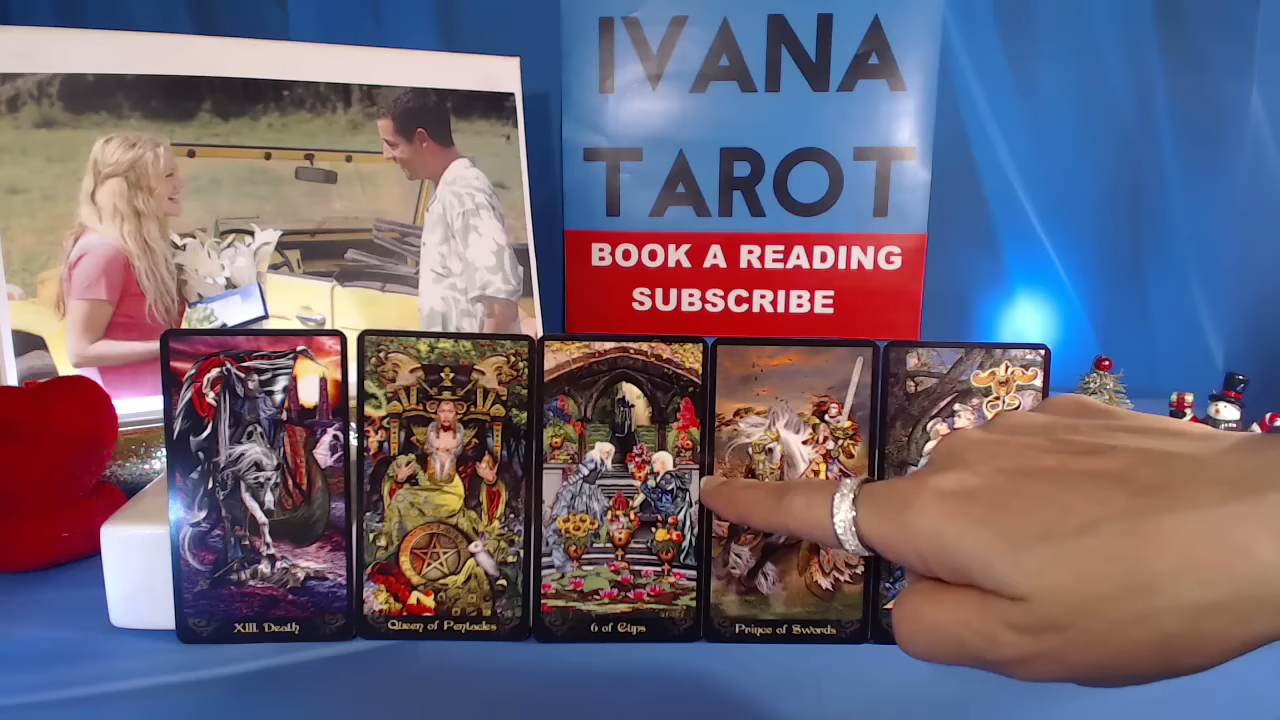 IVANA
TAROT
BOOK A READING
SUBSCRIBE
XIII. Death
Queen of Pentacles
6 of Cups
Prince of Swords